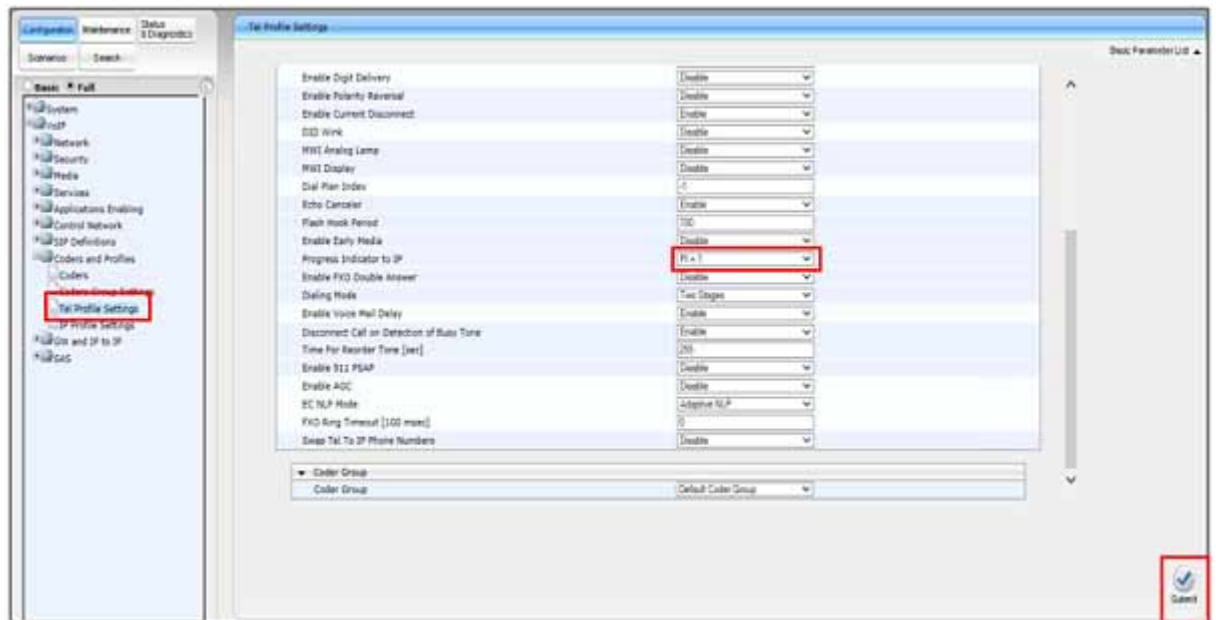 Configuration Maintenance Status & Diagnostics
Scenarios Search
Basic Full
System
VoIP
Network
Security
Media
Services
Applications Enabling
Control Network
SIP Definitions
Coders and Profiles
Coders
Coders Group Settings
Tel Profile Settings
IP Profile Settings
GW and IP to IP
SAS
Tel Profile Settings
Basic Parameter List ▲
Enable Digit Delivery Disable
Enable Polarity Reversal Disable
Enable Current Disconnect Enable
DID Wink Disable
MWI Analog Lamp Disable
MWI Display Disable
Dial Plan Index -1
Echo Canceler Enable
Flash Hook Period 700
Enable Early Media Disable
Progress Indicator to IP PI = 1
Enable FXO Double Answer Disable
Dialing Mode Two Stages
Enable Voice Mail Delay Enable
Disconnect Call on Detection of Busy Tone Enable
Time For Reorder Tone [sec] 255
Enable 911 PSAP Disable
Enable AGC Disable
EC NLP Mode Adaptive NLP
FXO Ring Timeout [100 msec] 0
Swap Tel To IP Phone Numbers Disable
Coder Group
Coder Group Default Coder Group
Submit